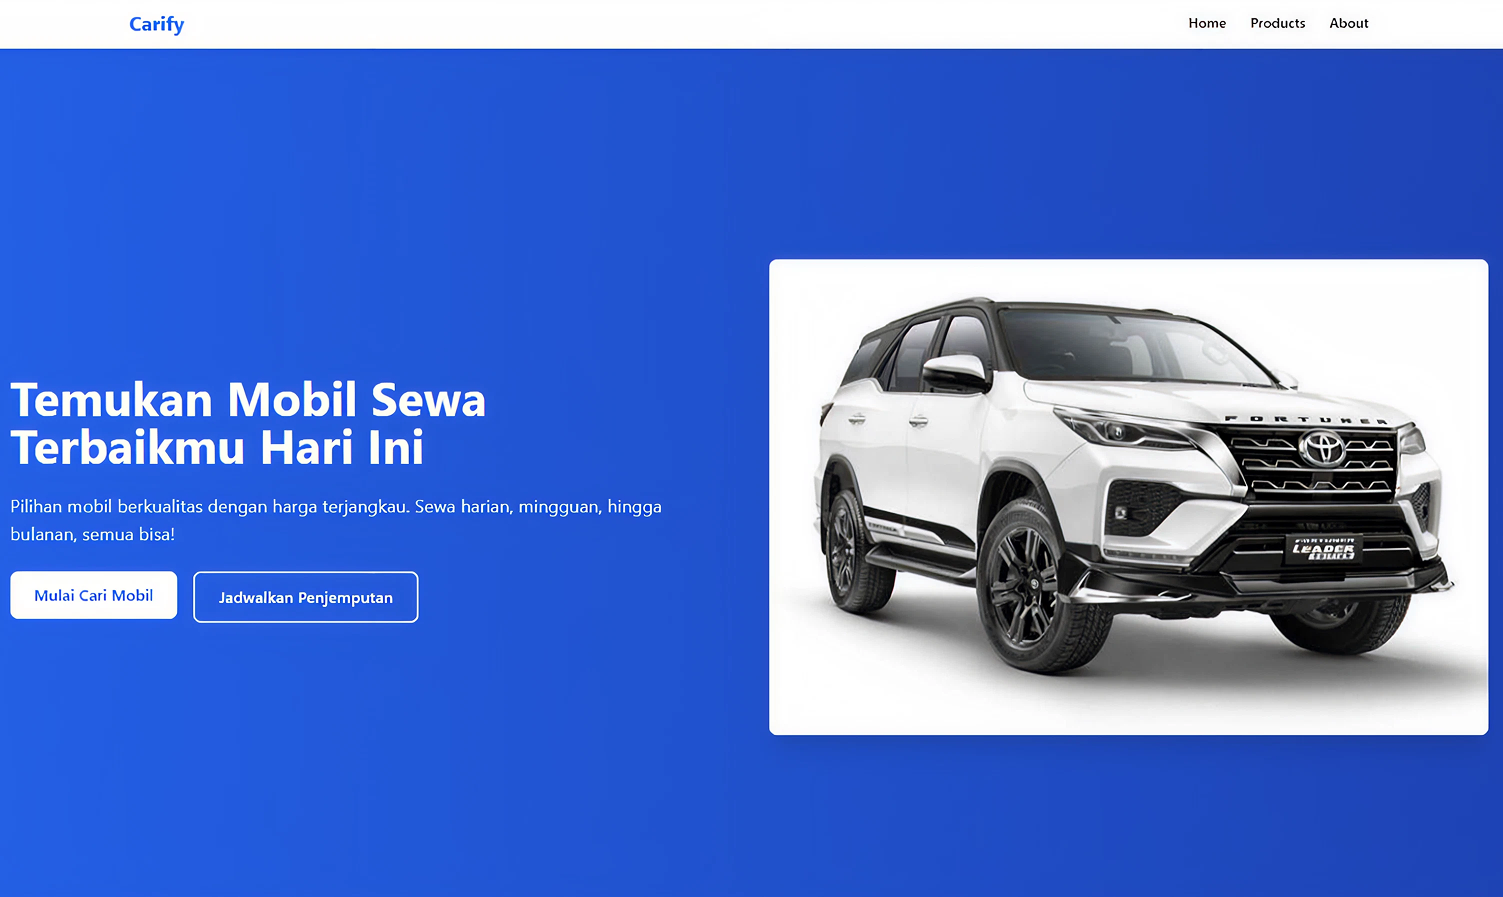 Carify
Home Products About
Temukan Mobil Sewa
Terbaikmu Hari Ini
Pilihan mobil berkualitas dengan harga terjangkau. Sewa harian, mingguan, hingga
bulanan, semua bisa!
Mulai Cari Mobil
Jadwalkan Penjemputan
FORTUNER
LEADER